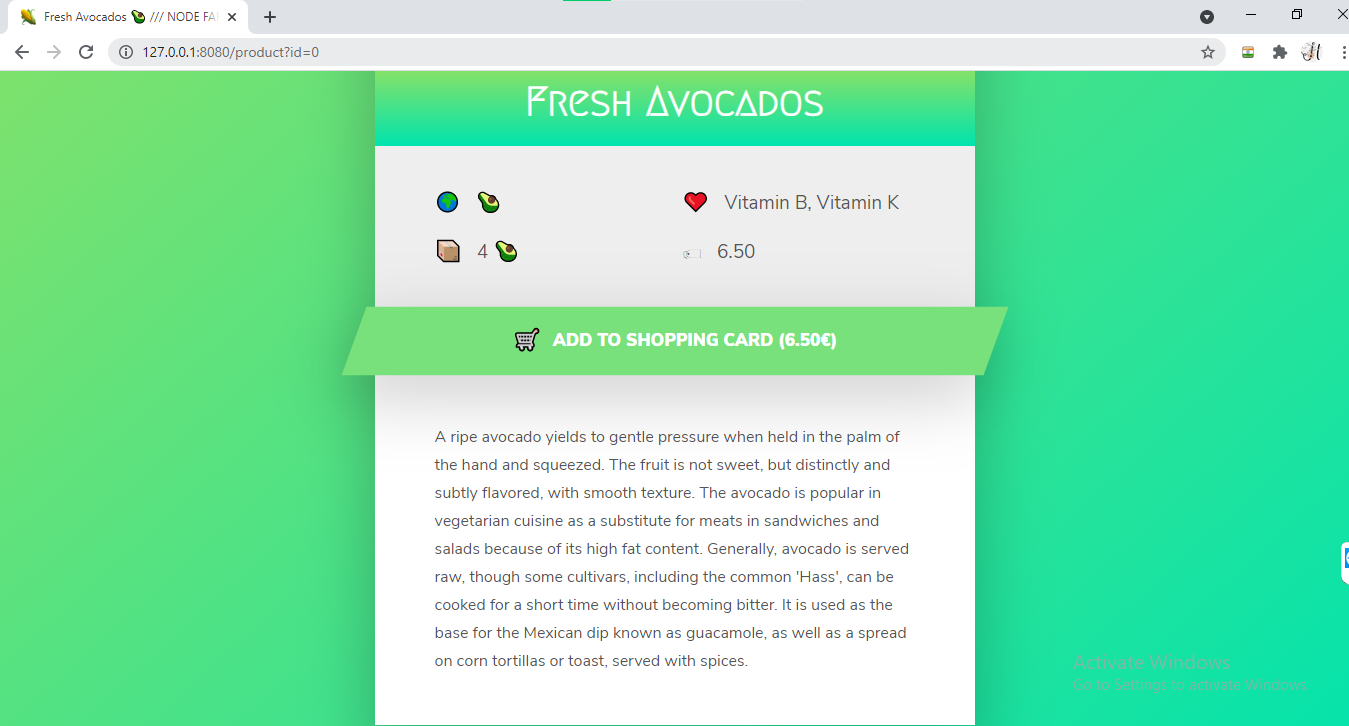 Fresh Avocados 🥑 /// NODE FA
127.0.0.1:8080/product?id=0
Fresh Avocados
Vitamin B, Vitamin K
4 🥑
6.50
ADD TO SHOPPING CARD (6.50€)
A ripe avocado yields to gentle pressure when held in the palm of
the hand and squeezed. The fruit is not sweet, but distinctly and
subtly flavored, with smooth texture. The avocado is popular in
vegetarian cuisine as a substitute for meats in sandwiches and
salads because of its high fat content. Generally, avocado is served
raw, though some cultivars, including the common 'Hass', can be
cooked for a short time without becoming bitter. It is used as the
base for the Mexican dip known as guacamole, as well as a spread
on corn tortillas or toast, served with spices.
Activate Windows
Go to Settings to activate Windows.